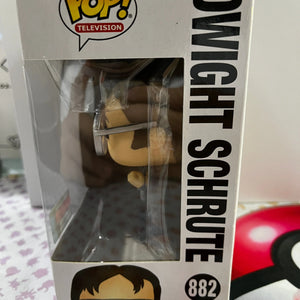 POP!
TELEVISION
DWIGHT SCHRUTE
882